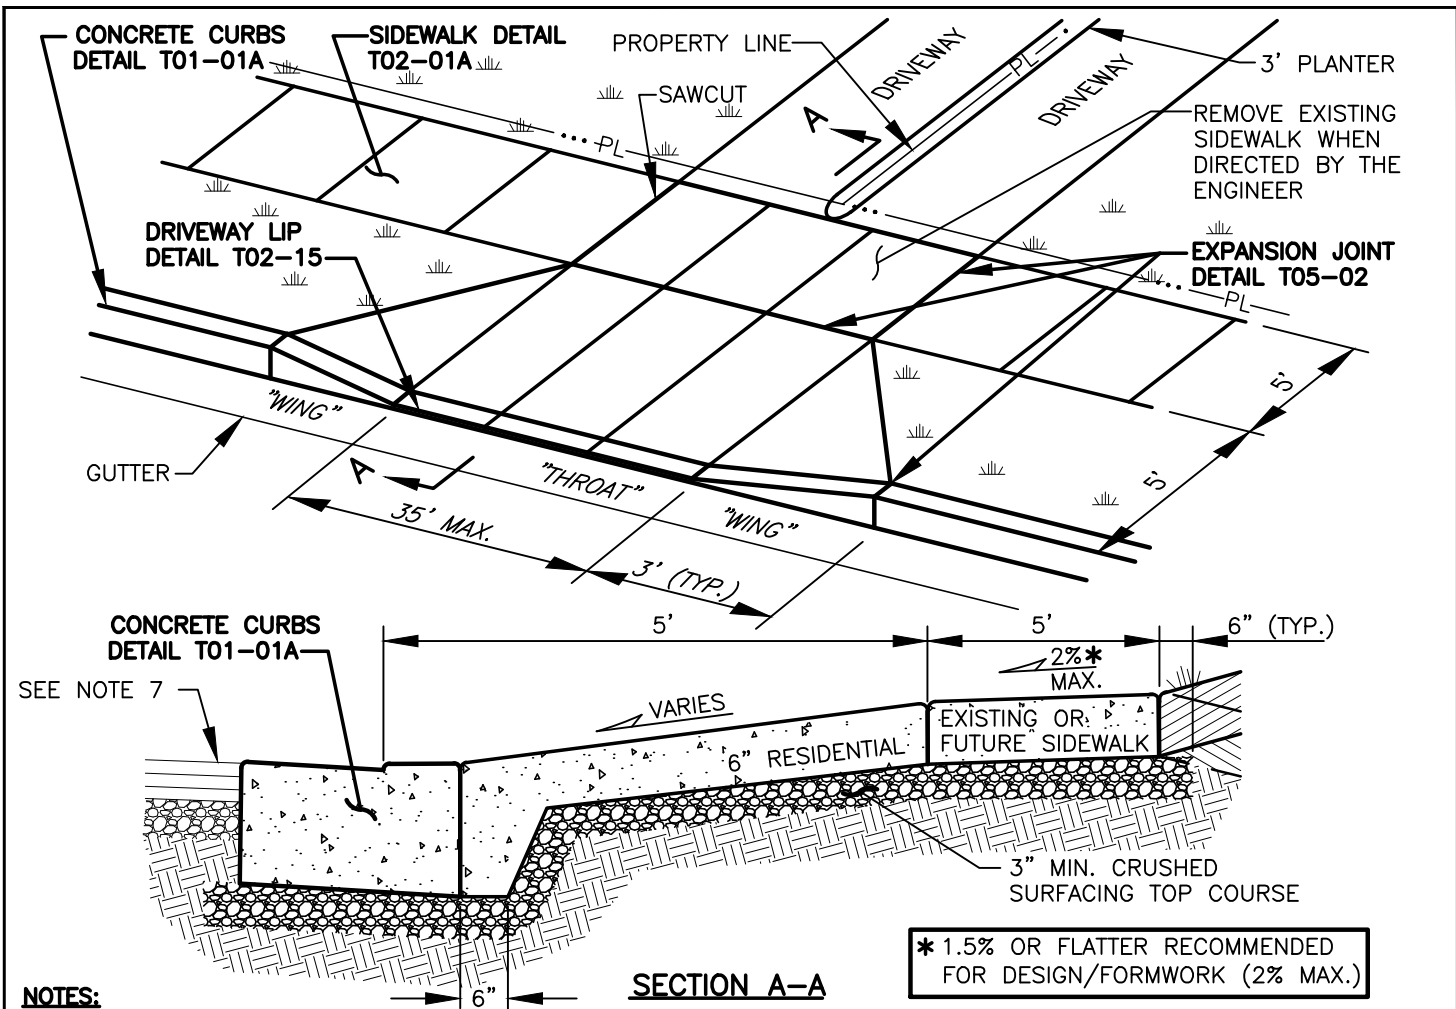 CONCRETE CURBS
DETAIL T01-01A
SIDEWALK DETAIL
T02-01A
PROPERTY LINE
SAWCUT
DRIVEWAY
PL
DRIVEWAY
3' PLANTER
A
REMOVE EXISTING
SIDEWALK WHEN
DIRECTED BY THE
ENGINEER
PL
DRIVEWAY LIP
DETAIL T02-15
EXPANSION JOINT
DETAIL T05-02
PL
5'
5'
"WING"
GUTTER
A
"THROAT"
"WING"
35' MAX.
3' (TYP.)
CONCRETE CURBS
DETAIL T01-01A
5'
5'
6" (TYP.)
SEE NOTE 7
2%*
MAX.
VARIES
EXISTING OR
FUTURE SIDEWALK
6" RESIDENTIAL
3" MIN. CRUSHED
SURFACING TOP COURSE
* 1.5% OR FLATTER RECOMMENDED
FOR DESIGN/FORMWORK (2% MAX.)
NOTES:
6"
SECTION A-A